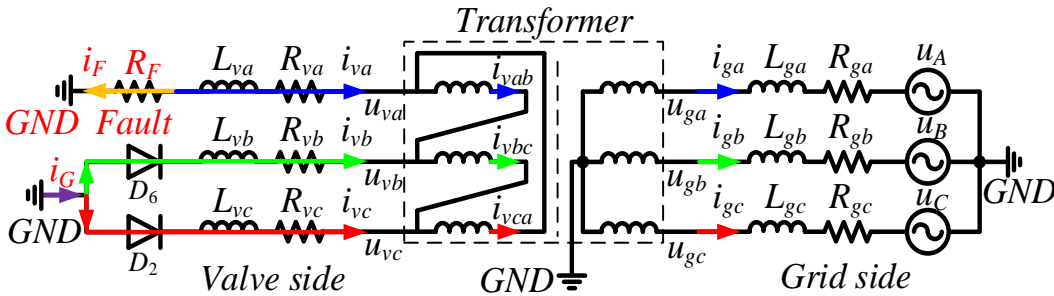 Transformer
i_F R_F L_va R_va i_va i_vab i_ga L_ga R_ga u_A
GND Fault u_va u_ga
L_vb R_vb i_vb i_vbc i_gb L_gb R_gb u_B
i_G D_6 u_vb u_gb GND
GND L_vc R_vc i_vc i_vca i_gc L_gc R_gc u_C
D_2 u_vc u_gc
Valve side GND Grid side